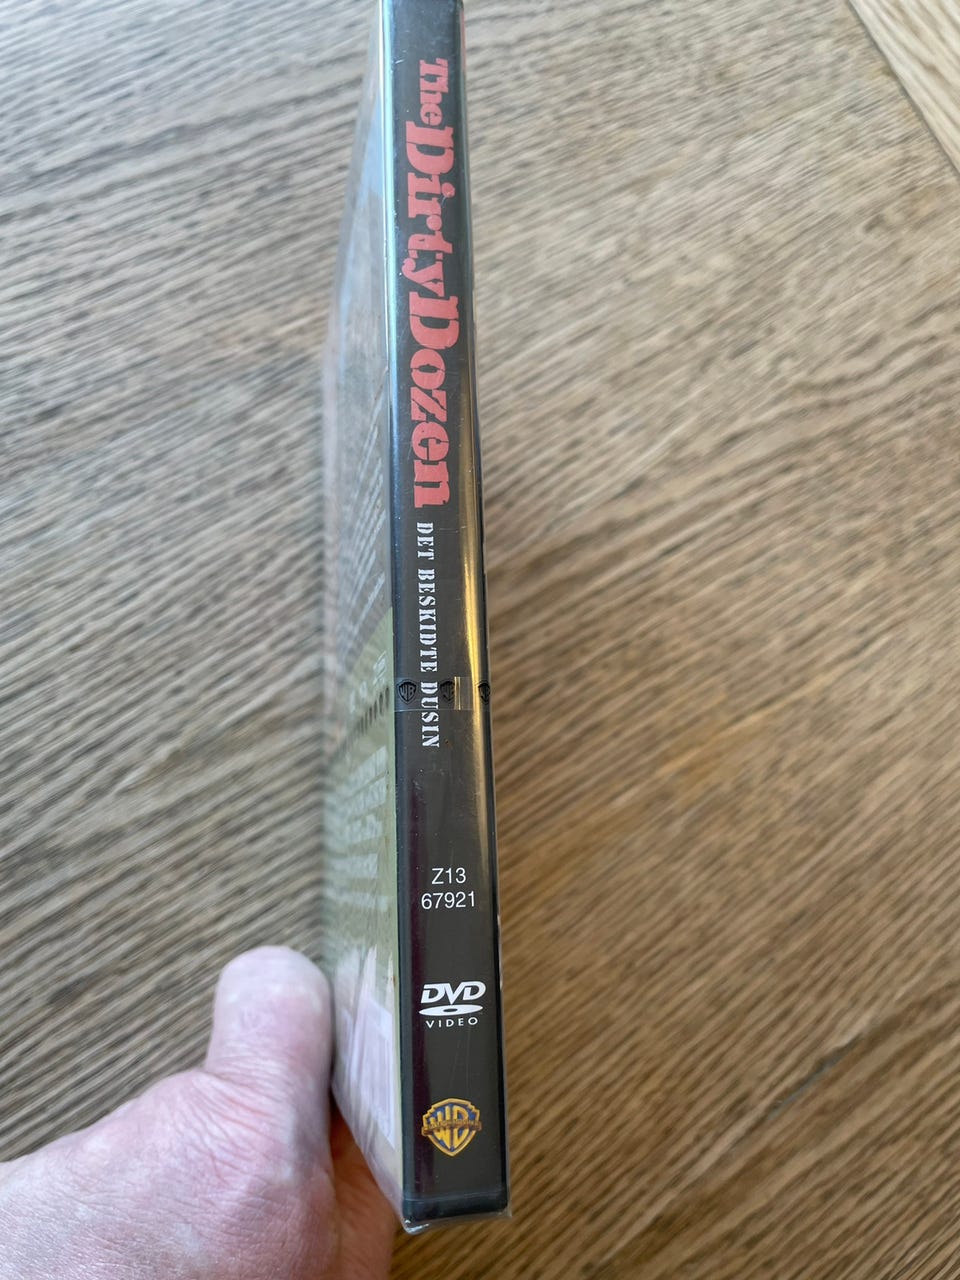 The Dirty Dozen
DET BESKIDTE DUSIN
Z13
67921
DVD
VIDEO
WB